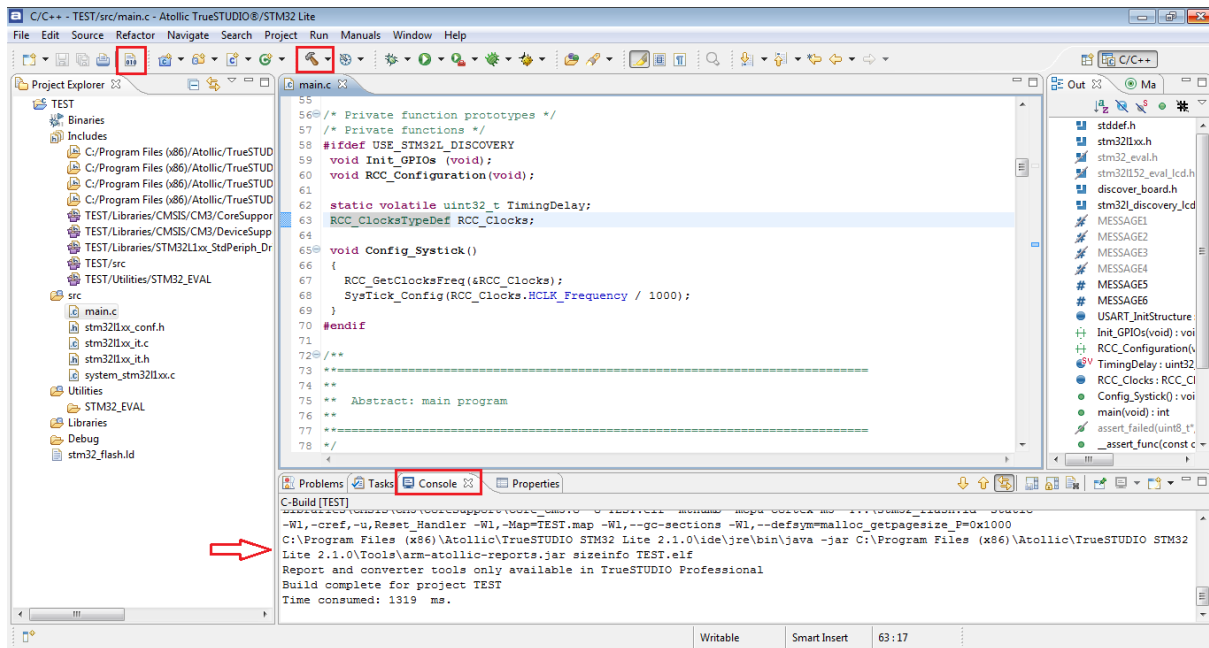 C/C++ - TEST/src/main.c - Atollic TrueSTUDIO®/STM32 Lite
File Edit Source Refactor Navigate Search Project Run Manuals Window Help
010
C/C++
Project Explorer
TEST
Binaries
Includes
C:/Program Files (x86)/Atollic/TrueSTUD
C:/Program Files (x86)/Atollic/TrueSTUD
C:/Program Files (x86)/Atollic/TrueSTUD
C:/Program Files (x86)/Atollic/TrueSTUD
TEST/Libraries/CMSIS/CM3/CoreSuppor
TEST/Libraries/CMSIS/CM3/DeviceSupp
TEST/Libraries/STM32L1xx_StdPeriph_Dr
TEST/src
TEST/Utilities/STM32_EVAL
src
main.c
stm32l1xx_conf.h
stm32l1xx_it.c
stm32l1xx_it.h
system_stm32l1xx.c
Utilities
STM32_EVAL
Libraries
Debug
stm32_flash.ld
main.c
55
56 /* Private function prototypes */
57 /* Private functions */
58 #ifdef USE_STM32L_DISCOVERY
59 void Init_GPIOs (void);
60 void RCC_Configuration(void);
61
62 static volatile uint32_t TimingDelay;
63 RCC_ClocksTypeDef RCC_Clocks;
64
65 void Config_Systick()
66 {
67 RCC_GetClocksFreq(&RCC_Clocks);
68 SysTick_Config(RCC_Clocks.HCLK_Frequency / 1000);
69 }
70 #endif
71
72 /**
73 **===========================================================================
74 **
75 ** Abstract: main program
76 **
77 **===========================================================================
78 */
Out Ma
stddef.h
stm32l1xx.h
stm32_eval.h
stm32l152_eval_lcd.h
discover_board.h
stm32l_discovery_lcd
MESSAGE1
MESSAGE2
MESSAGE3
MESSAGE4
MESSAGE5
MESSAGE6
USART_InitStructure :
Init_GPIOs(void) : voi
RCC_Configuration(v
TimingDelay : uint32
RCC_Clocks : RCC_Cl
Config_Systick() : voi
main(void) : int
assert_failed(uint8_t*,
__assert_func(const c
Problems Tasks Console Properties
C-Build [TEST]
-Wl,-cref,-u,Reset_Handler -Wl,-Map=TEST.map -Wl,--gc-sections -Wl,--defsym=malloc_getpagesize_P=0x1000
C:\Program Files (x86)\Atollic\TrueSTUDIO STM32 Lite 2.1.0\ide\jre\bin\java -jar C:\Program Files (x86)\Atollic\TrueSTUDIO STM32
Lite 2.1.0\Tools\arm-atollic-reports.jar sizeinfo TEST.elf
Report and converter tools only available in TrueSTUDIO Professional
Build complete for project TEST
Time consumed: 1319 ms.
Writable Smart Insert 63 : 17